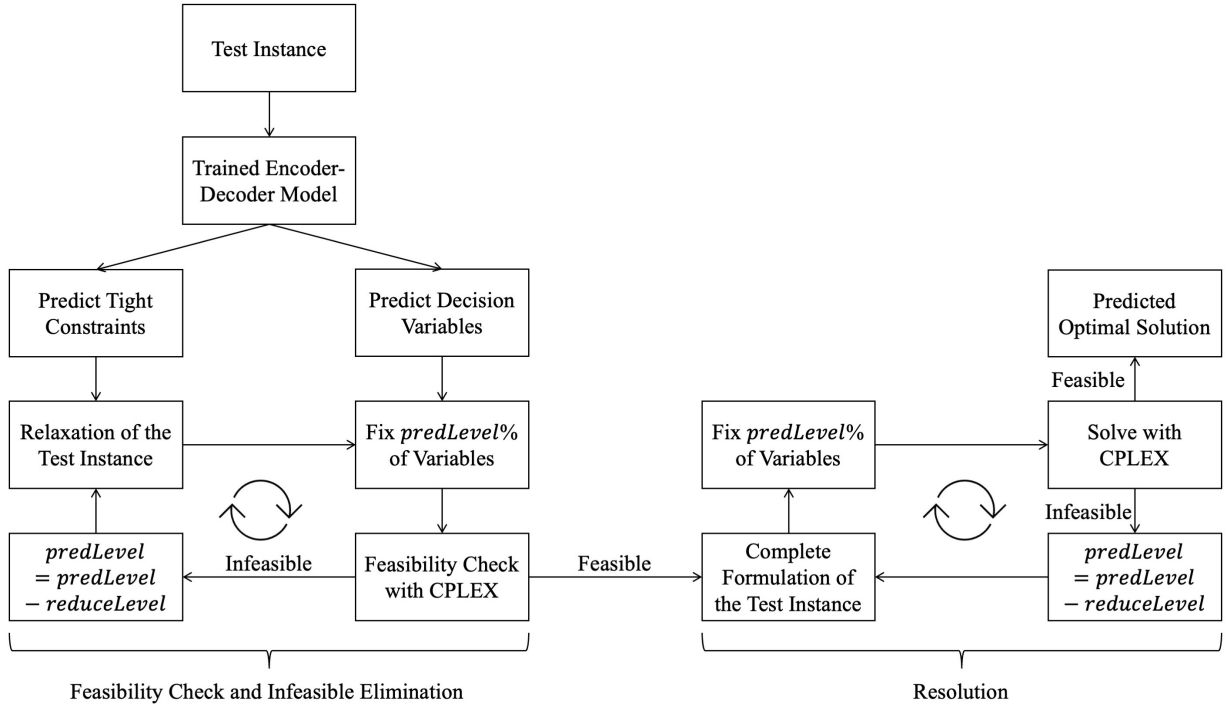 Test Instance
Trained Encoder-
Decoder Model
Predict Tight
Constraints
Predict Decision
Variables
Predicted
Optimal Solution
Feasible
Relaxation of the
Test Instance
Fix predLevel%
of Variables
Fix predLevel%
of Variables
Solve with
CPLEX
Infeasible
predLevel
= predLevel
− reduceLevel
Infeasible
Feasibility Check
with CPLEX
Feasible
Complete
Formulation of
the Test Instance
predLevel
= predLevel
− reduceLevel
Feasibility Check and Infeasible Elimination
Resolution